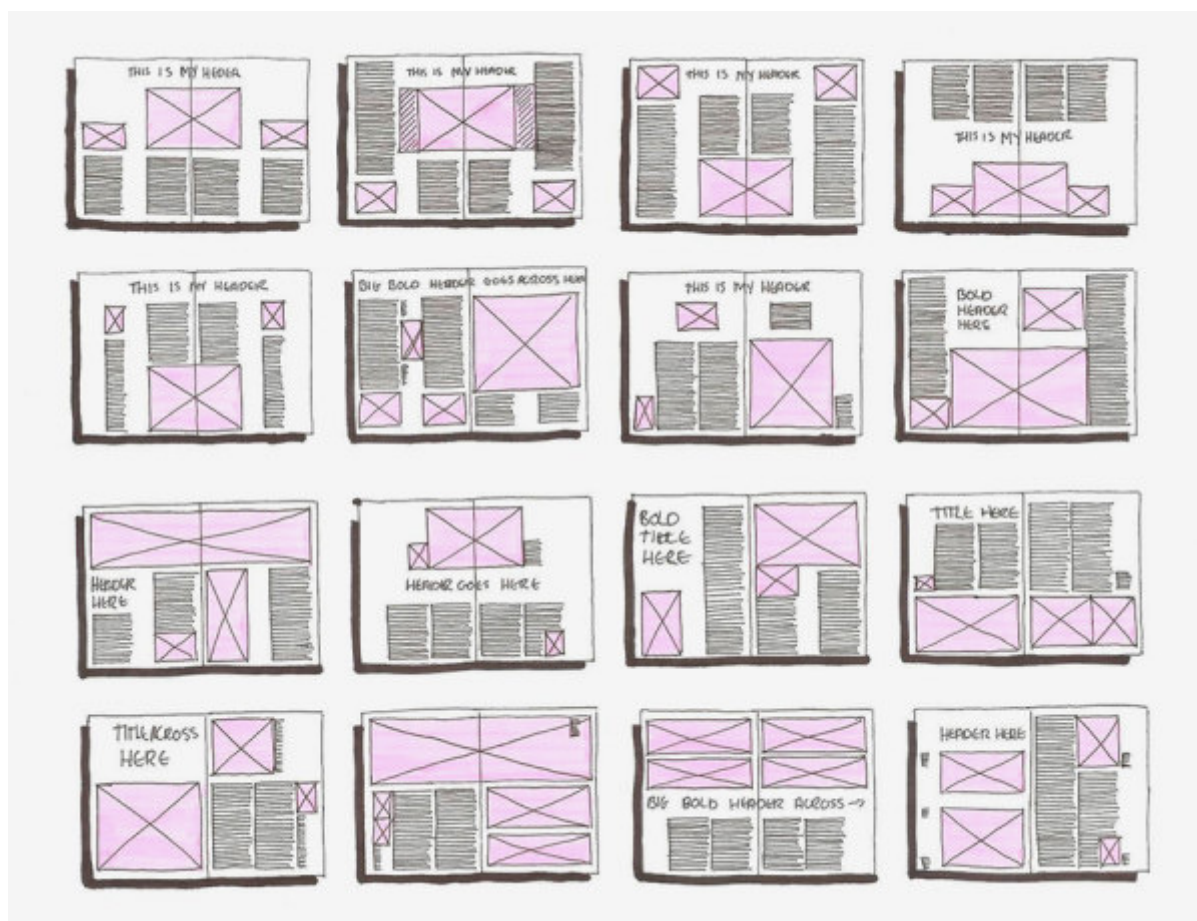 THIS IS MY HEDER
THIS IS MY HEADER
THIS IS MY HEADER
THIS IS MY HEADER
THIS IS MY HEADER
BIG BOLD HEADER GOES ACROSS HERE
THIS IS MY HEADER
BOLD
HEADER
HERE
HEADER
HERE
HEADER GOES HERE
BOLD
TITLE
HERE
TITLE HERE
TITLE ACROSS
HERE
BIG BOLD HEADER ACROSS →
HEADER HERE